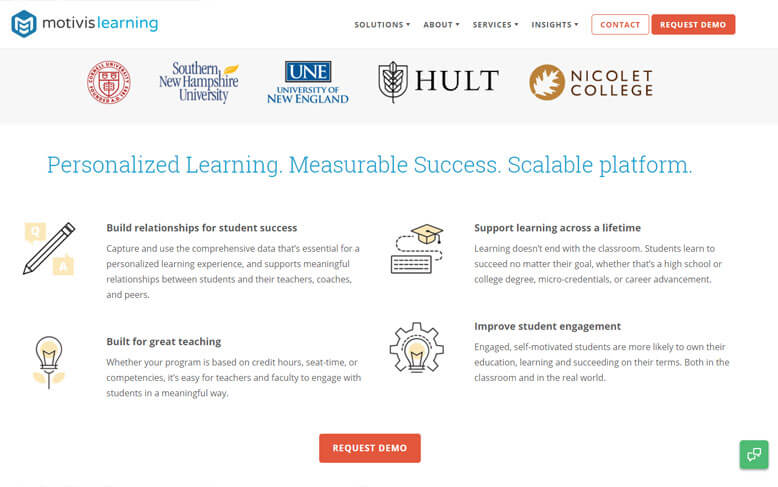 motivislearning
SOLUTIONS ABOUT SERVICES INSIGHTS CONTACT REQUEST DEMO
CORNELL UNIVERSITY
FOUNDED A.D. 1865
Southern
New Hampshire
University
UNE
UNIVERSITY OF
NEW ENGLAND
HULT
NICOLET
COLLEGE
Personalized Learning. Measurable Success. Scalable platform.
Q
A
Build relationships for student success
Capture and use the comprehensive data that's essential for a
personalized learning experience, and supports meaningful
relationships between students and their teachers, coaches,
and peers.
Support learning across a lifetime
Learning doesn't end with the classroom. Students learn to
succeed no matter their goal, whether that's a high school or
college degree, micro-credentials, or career advancement.
Built for great teaching
Whether your program is based on credit hours, seat-time, or
competencies, it's easy for teachers and faculty to engage with
students in a meaningful way.
Improve student engagement
Engaged, self-motivated students are more likely to own their
education, learning and succeeding on their terms. Both in the
classroom and in the real world.
REQUEST DEMO